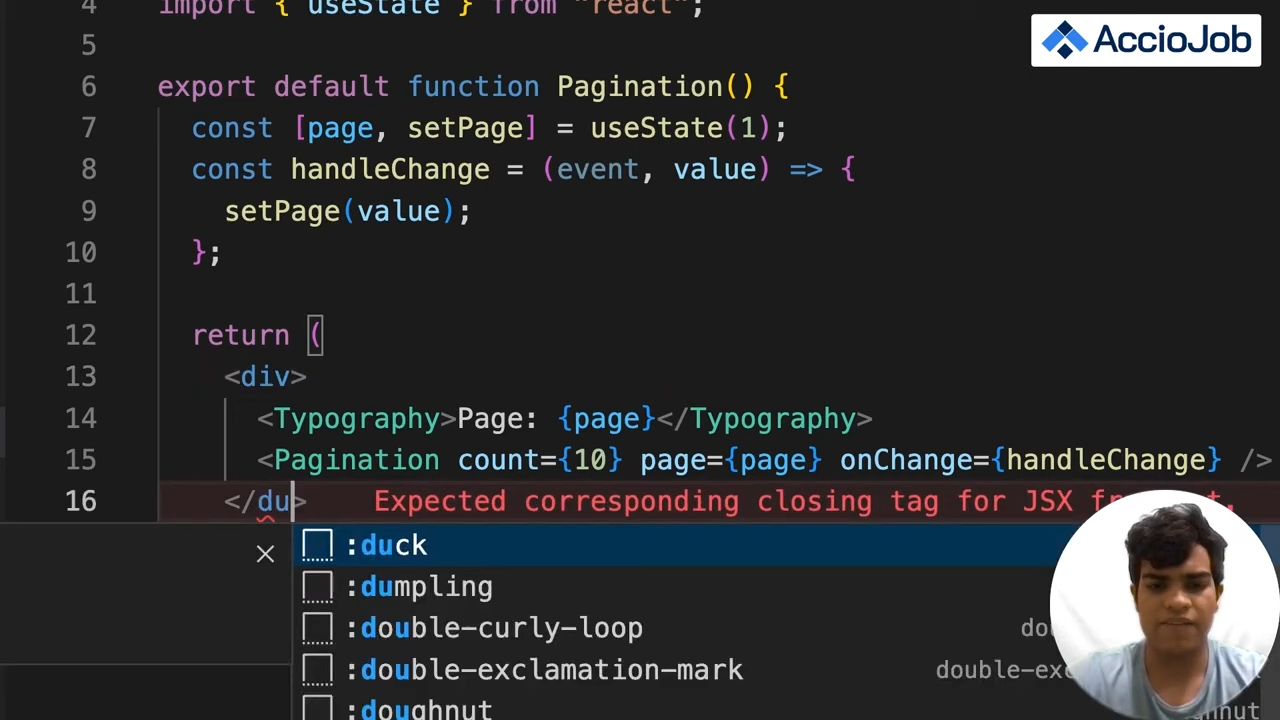 4 import { useState } from "react";
AccioJob
5
6 export default function Pagination() {
7 const [page, setPage] = useState(1);
8 const handleChange = (event, value) => {
9 setPage(value);
10 };
11
12 return (
13 <div>
14 <Typography>Page: {page}</Typography>
15 <Pagination count={10} page={page} onChange={handleChange} />
16 </du> Expected corresponding closing tag for JSX
:duck
:dumpling
:double-curly-loop
:double-exclamation-mark
:doughnut